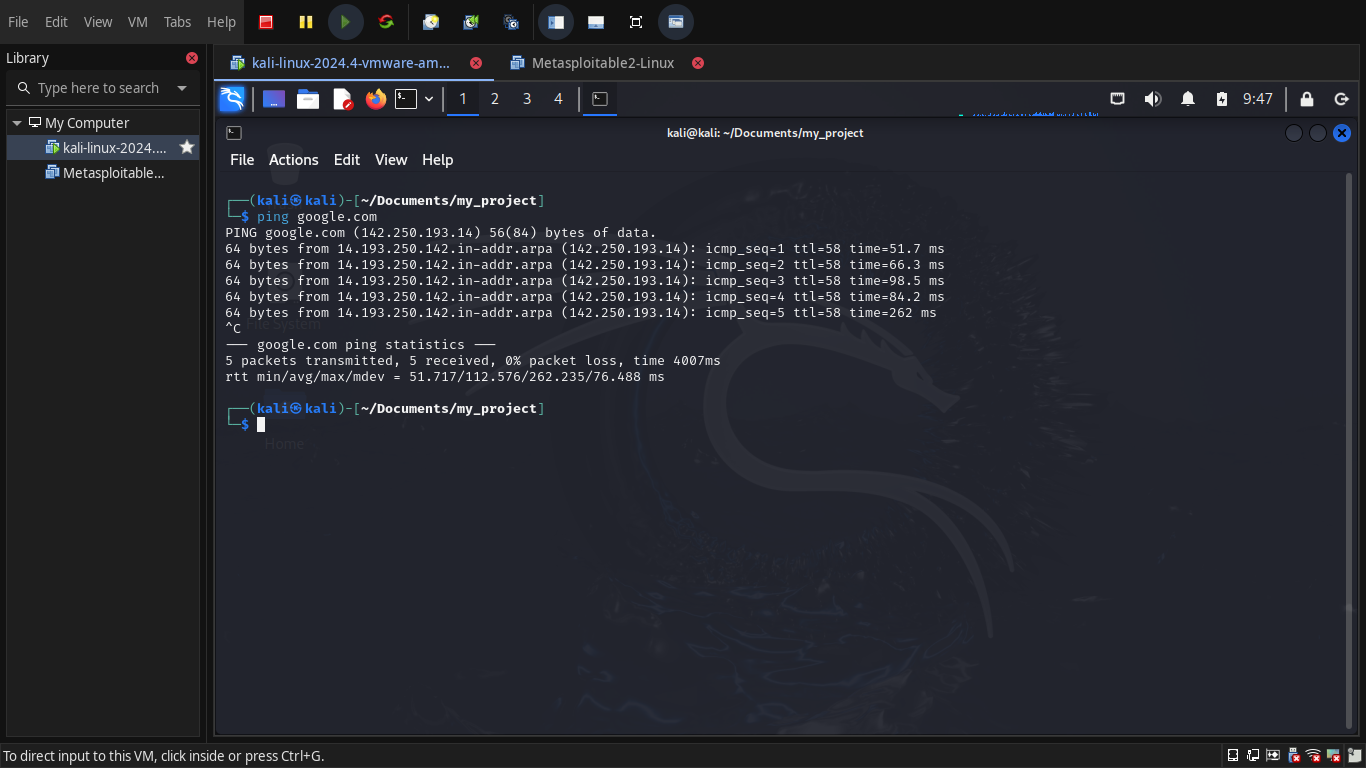 File Edit View VM Tabs Help
Library
Type here to search
My Computer
kali-linux-2024....
Metasploitable...
kali-linux-2024.4-vmware-am...
Metasploitable2-Linux
1 2 3 4
9:47
kali@kali: ~/Documents/my_project
File Actions Edit View Help
┌──(kali㉿kali)-[~/Documents/my_project]
└─$ ping google.com
PING google.com (142.250.193.14) 56(84) bytes of data.
64 bytes from 14.193.250.142.in-addr.arpa (142.250.193.14): icmp_seq=1 ttl=58 time=51.7 ms
64 bytes from 14.193.250.142.in-addr.arpa (142.250.193.14): icmp_seq=2 ttl=58 time=66.3 ms
64 bytes from 14.193.250.142.in-addr.arpa (142.250.193.14): icmp_seq=3 ttl=58 time=98.5 ms
64 bytes from 14.193.250.142.in-addr.arpa (142.250.193.14): icmp_seq=4 ttl=58 time=84.2 ms
64 bytes from 14.193.250.142.in-addr.arpa (142.250.193.14): icmp_seq=5 ttl=58 time=262 ms
File System
^C
--- google.com ping statistics ---
5 packets transmitted, 5 received, 0% packet loss, time 4007ms
rtt min/avg/max/mdev = 51.717/112.576/262.235/76.488 ms
┌──(kali㉿kali)-[~/Documents/my_project]
└─$
Home
To direct input to this VM, click inside or press Ctrl+G.